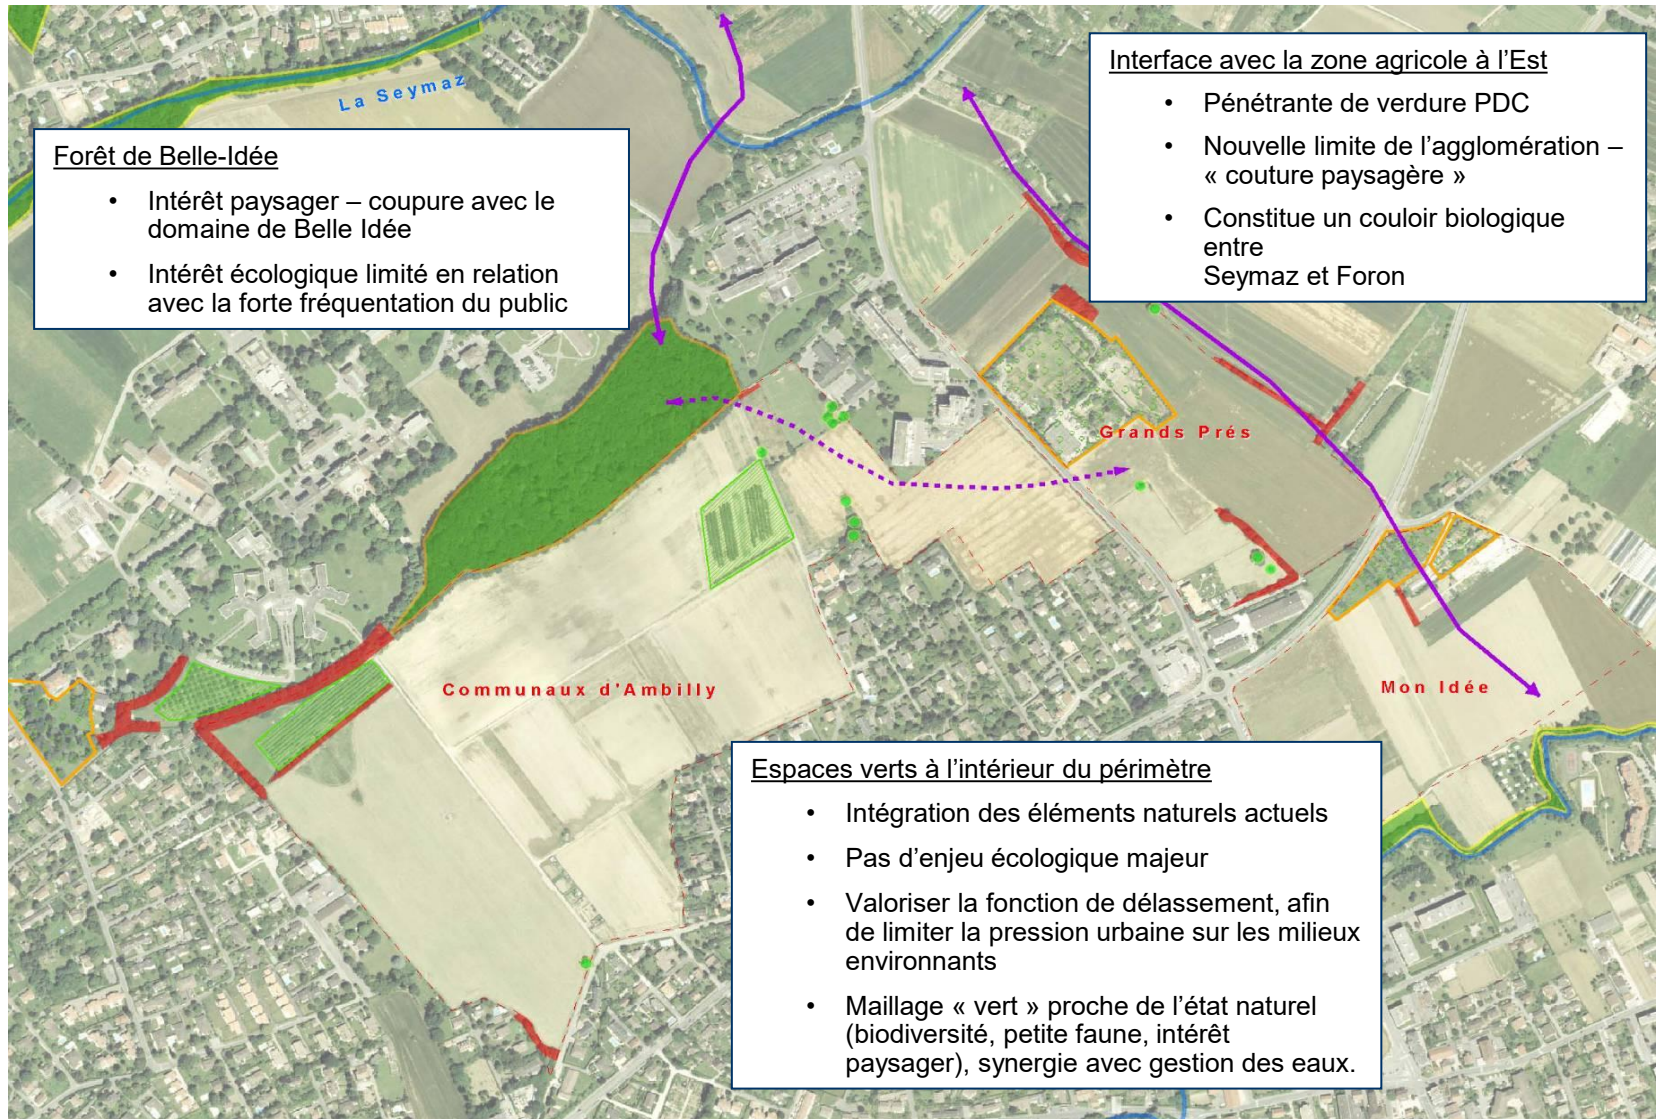 La Seymaz
Forêt de Belle-Idée
• Intérêt paysager – coupure avec le
domaine de Belle Idée
• Intérêt écologique limité en relation
avec la forte fréquentation du public
Interface avec la zone agricole à l’Est
• Pénétrante de verdure PDC
• Nouvelle limite de l’agglomération –
« couture paysagère »
• Constitue un couloir biologique
entre
Seymaz et Foron
Grands Prés
Communaux d'Ambilly
Mon Idée
Espaces verts à l’intérieur du périmètre
• Intégration des éléments naturels actuels
• Pas d’enjeu écologique majeur
• Valoriser la fonction de délassement, afin
de limiter la pression urbaine sur les milieux
environnants
• Maillage « vert » proche de l’état naturel
(biodiversité, petite faune, intérêt
paysager), synergie avec gestion des eaux.